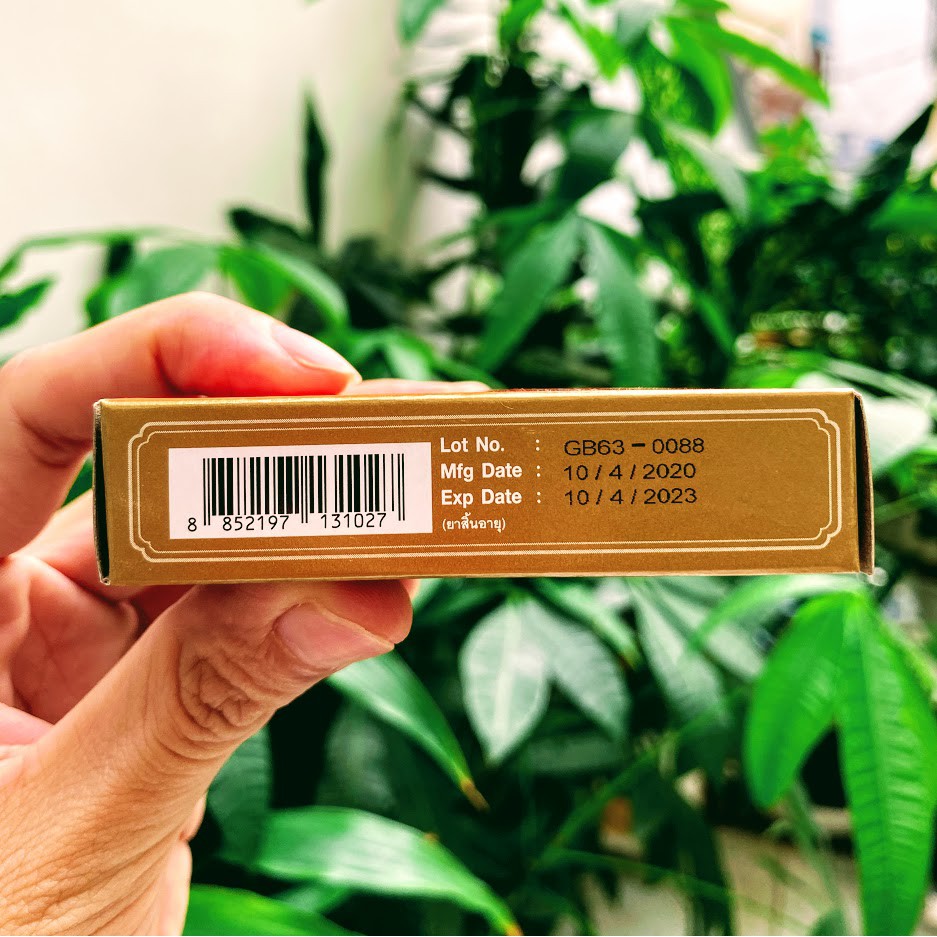 8 852197 131027
Lot No. : GB63-0088
Mfg Date : 10 / 4 / 2020
Exp Date : 10 / 4 / 2023
(ยาสิ้นอายุ)